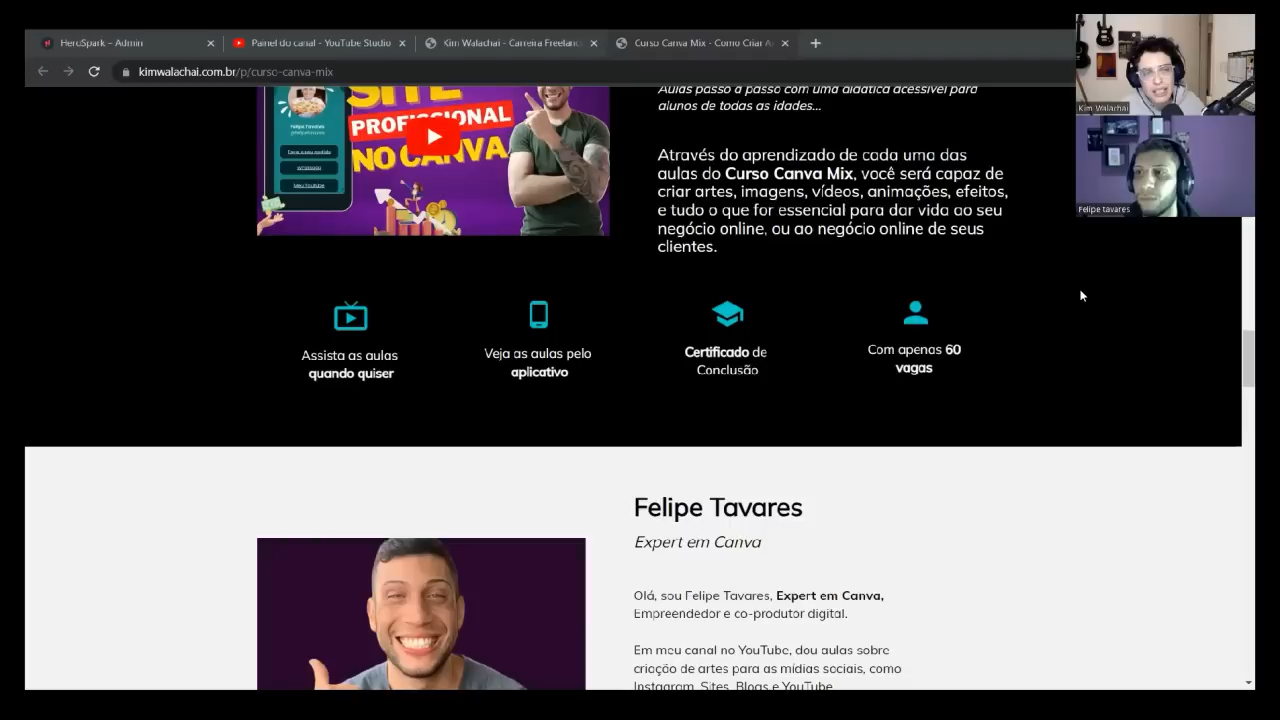 HeroSpark – Admin
Painel do canal - YouTube Studio
Kim Walachai - Carreira Freelanc
Curso Canva Mix - Como Criar A
kimwalachai.com.br/p/curso-canva-mix
Kim Walachai
Felipe tavares
SITE
PROFISSIONAL
NO CANVA
Felipe Tavares
WHATSAPP
Meu YouTube
Aulas passo a passo com uma didática acessível para
alunos de todas as idades...
Através do aprendizado de cada uma das
aulas do Curso Canva Mix, você será capaz de
criar artes, imagens, vídeos, animações, efeitos,
e tudo o que for essencial para dar vida ao seu
negócio online, ou ao negócio online de seus
clientes.
Assista as aulas
quando quiser
Veja as aulas pelo
aplicativo
Certificado de
Conclusão
Com apenas 60
vagas
Felipe Tavares
Expert em Canva
Olá, sou Felipe Tavares, Expert em Canva,
Empreendedor e co-produtor digital.
Em meu canal no YouTube, dou aulas sobre
criação de artes para as mídias sociais, como
Instagram, Sites, Blogs e YouTube